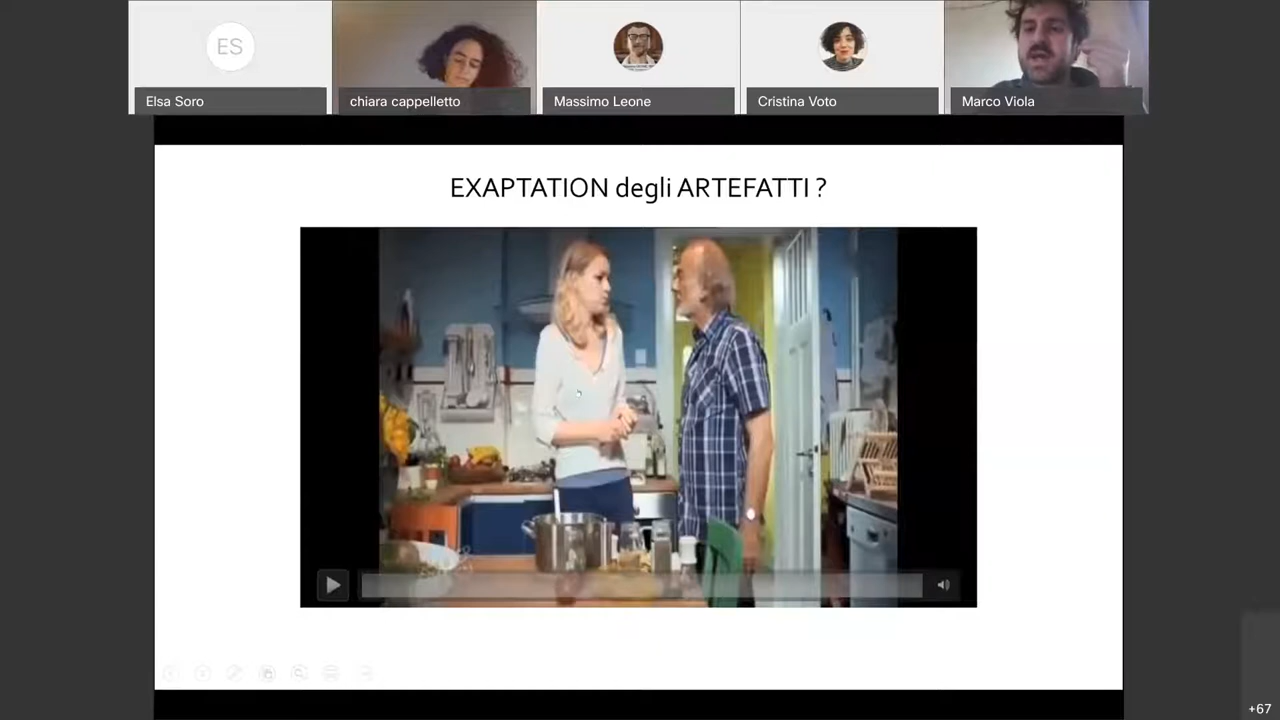 ES
Elsa Soro
chiara cappelletto
Massimo Leone
Cristina Voto
Marco Viola
EXAPTATION degli ARTEFATTI ?
+67